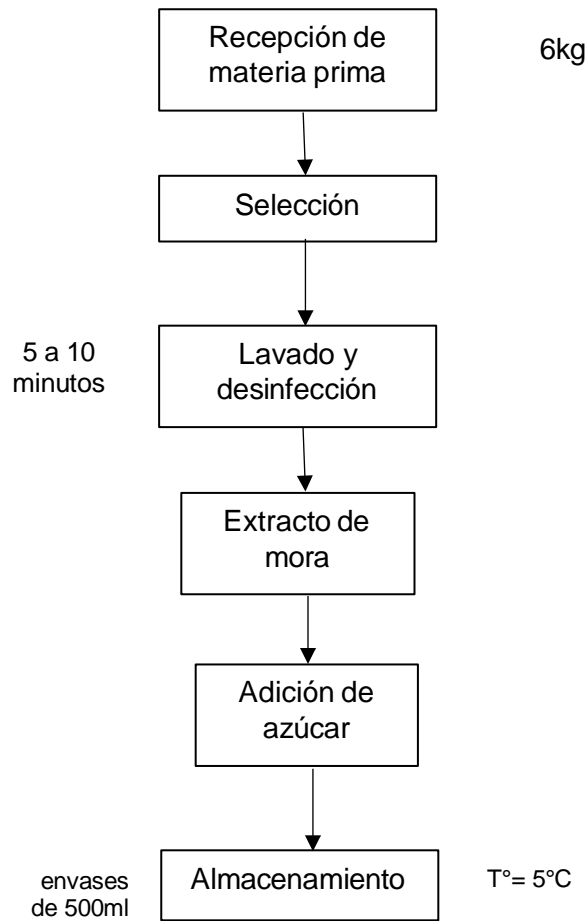 Recepción de
materia prima
6kg
Selección
5 a 10
minutos
Lavado y
desinfección
Extracto de
mora
Adición de
azúcar
envases
de 500ml
Almacenamiento
T°= 5°C